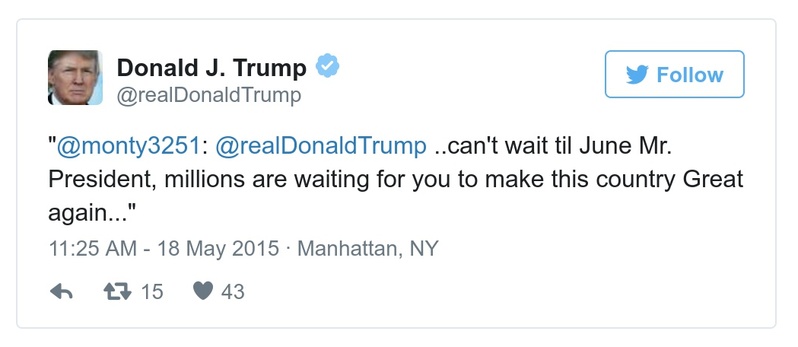 Donald J. Trump
Follow
@realDonaldTrump
"@monty3251: @realDonaldTrump ..can't wait til June Mr.
President, millions are waiting for you to make this country Great
again..."
11:25 AM - 18 May 2015 · Manhattan, NY
15 43